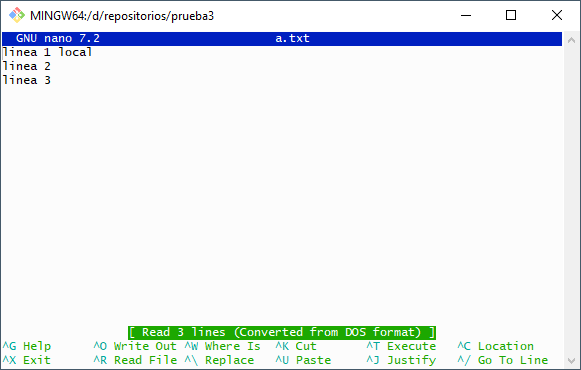 MINGW64:/d/repositorios/prueba3
GNU nano 7.2 a.txt
linea 1 local
linea 2
linea 3
[ Read 3 lines (Converted from DOS format) ]
^G Help ^O Write Out ^W Where Is ^K Cut ^T Execute ^C Location
^X Exit ^R Read File ^\ Replace ^U Paste ^J Justify ^/ Go To Line